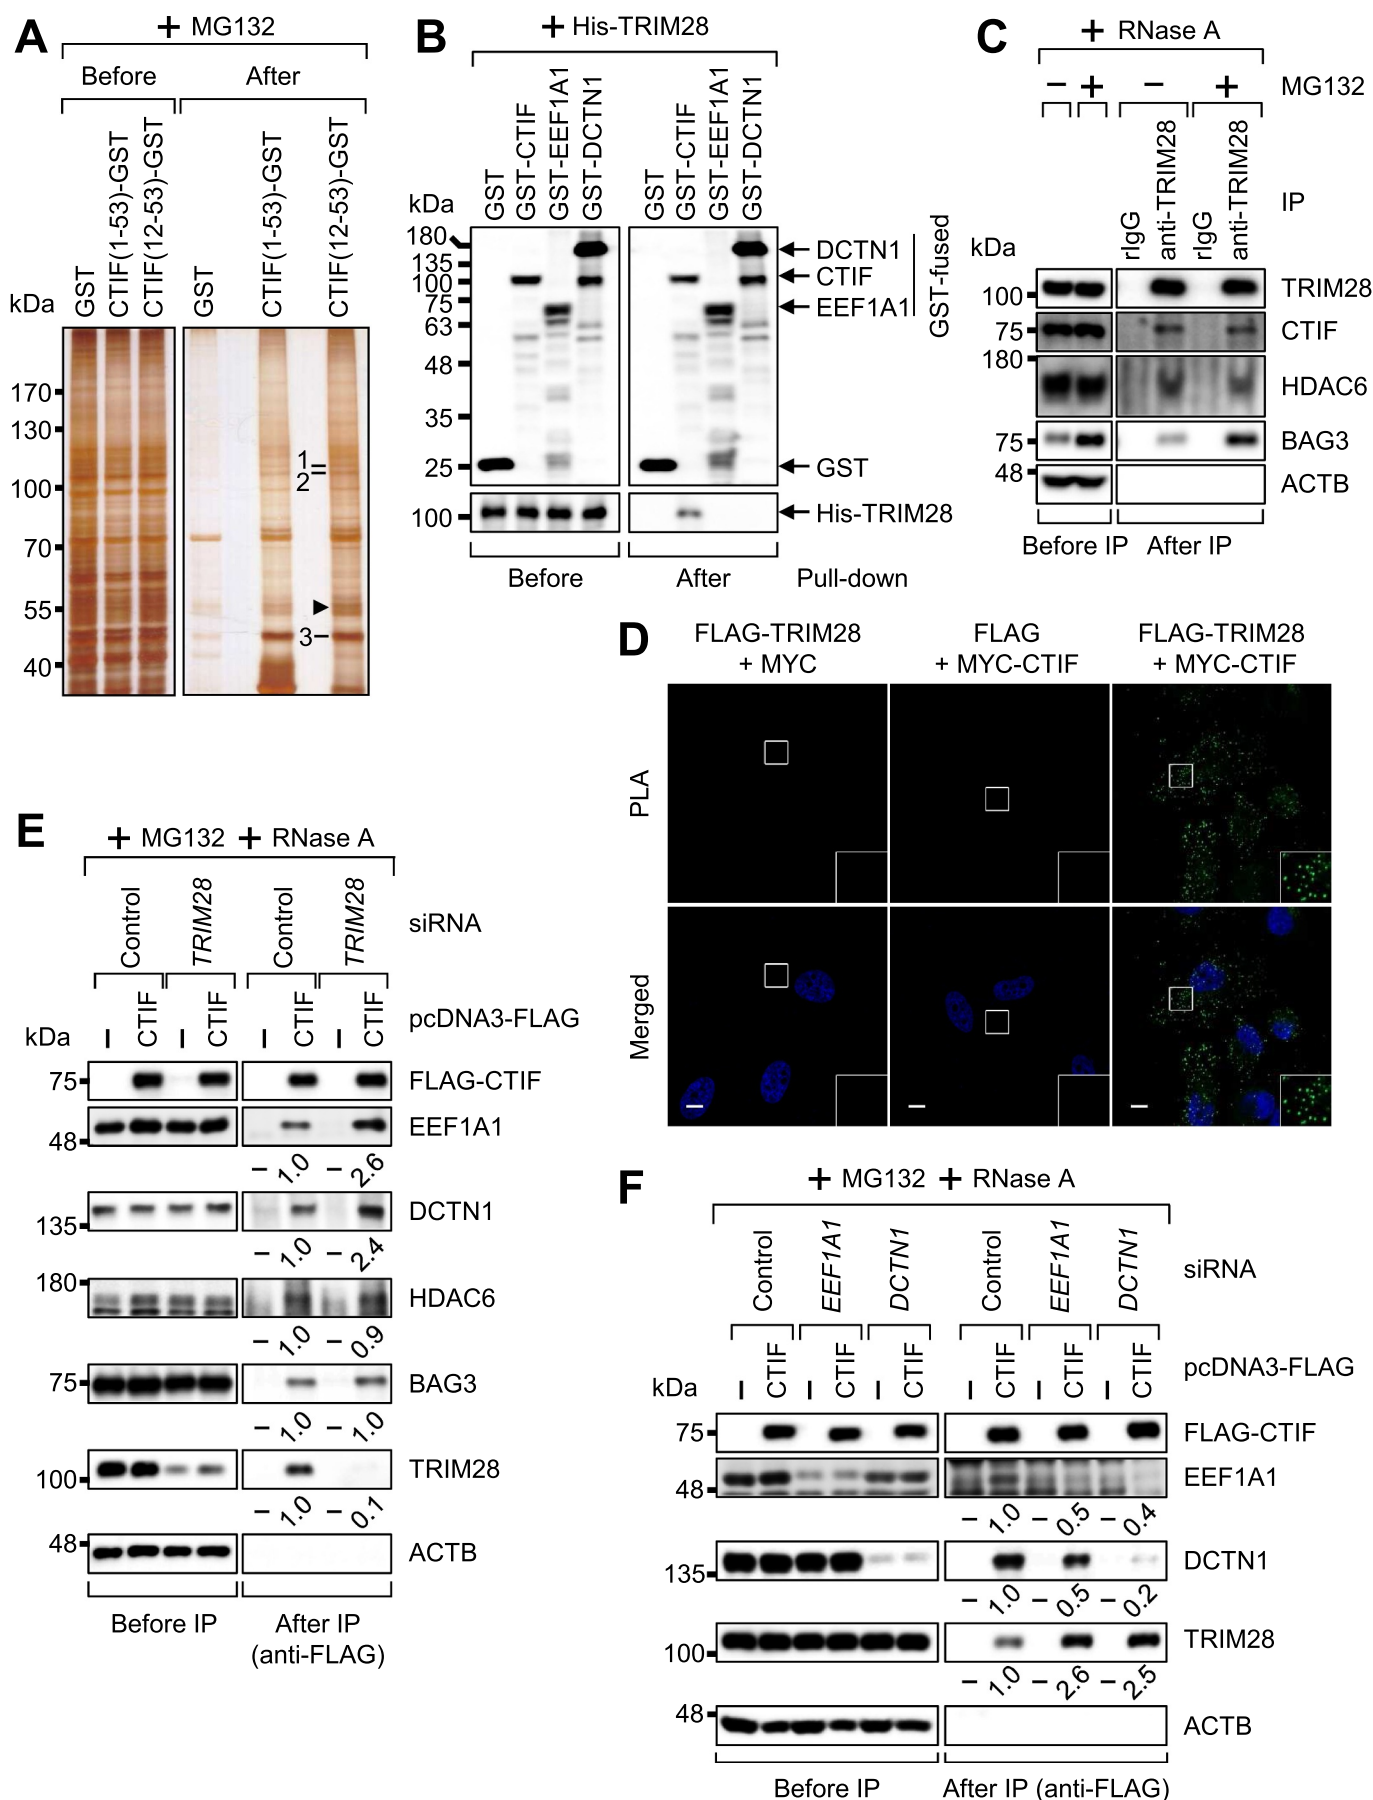 A
+ MG132
Before
After
GST
CTIF(1-53)-GST
CTIF(12-53)-GST
GST
CTIF(1-53)-GST
CTIF(12-53)-GST
kDa
170
130
100
70
55
40
1
2
3
B
+ His-TRIM28
GST
GST-CTIF
GST-EEF1A1
GST-DCTN1
GST
GST-CTIF
GST-EEF1A1
GST-DCTN1
kDa
180
135
100
75
63
48
35
25
100
DCTN1
CTIF
EEF1A1
GST-fused
GST
His-TRIM28
Before
After
Pull-down
C
+ RNase A
− + − + MG132
rIgG
anti-TRIM28
rIgG
anti-TRIM28
IP
kDa
100
TRIM28
75
CTIF
180
HDAC6
75
BAG3
48
ACTB
Before IP
After IP
D
FLAG-TRIM28
+ MYC
FLAG
+ MYC-CTIF
FLAG-TRIM28
+ MYC-CTIF
PLA
Merged
E
+ MG132 + RNase A
Control
TRIM28
Control
TRIM28
siRNA
− CTIF − CTIF − CTIF − CTIF
pcDNA3-FLAG
kDa
75
FLAG-CTIF
48
EEF1A1
− 1.0 − 2.6
135
DCTN1
− 1.0 − 2.4
180
HDAC6
− 1.0 − 0.9
75
BAG3
− 1.0 − 1.0
100
TRIM28
− 1.0 − 0.1
48
ACTB
Before IP
After IP
(anti-FLAG)
F
+ MG132 + RNase A
Control
EEF1A1
DCTN1
Control
EEF1A1
DCTN1
siRNA
− CTIF − CTIF − CTIF − CTIF − CTIF − CTIF
pcDNA3-FLAG
kDa
75
FLAG-CTIF
48
EEF1A1
− 1.0 − 0.5 − 0.4
135
DCTN1
− 1.0 − 0.5 − 0.2
100
TRIM28
− 1.0 − 2.6 − 2.5
48
ACTB
Before IP
After IP (anti-FLAG)